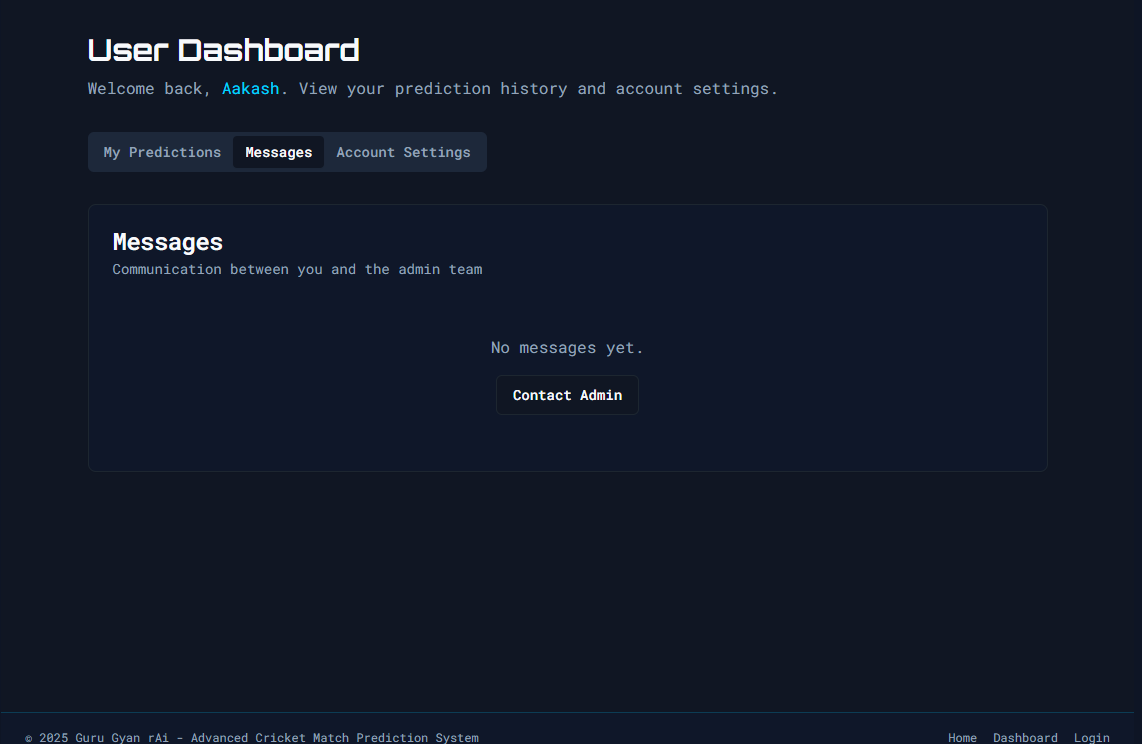 User Dashboard
Welcome back, Aakash. View your prediction history and account settings.
My Predictions Messages Account Settings
Messages
Communication between you and the admin team
No messages yet.
Contact Admin
© 2025 Guru Gyan rAi - Advanced Cricket Match Prediction System Home Dashboard Login